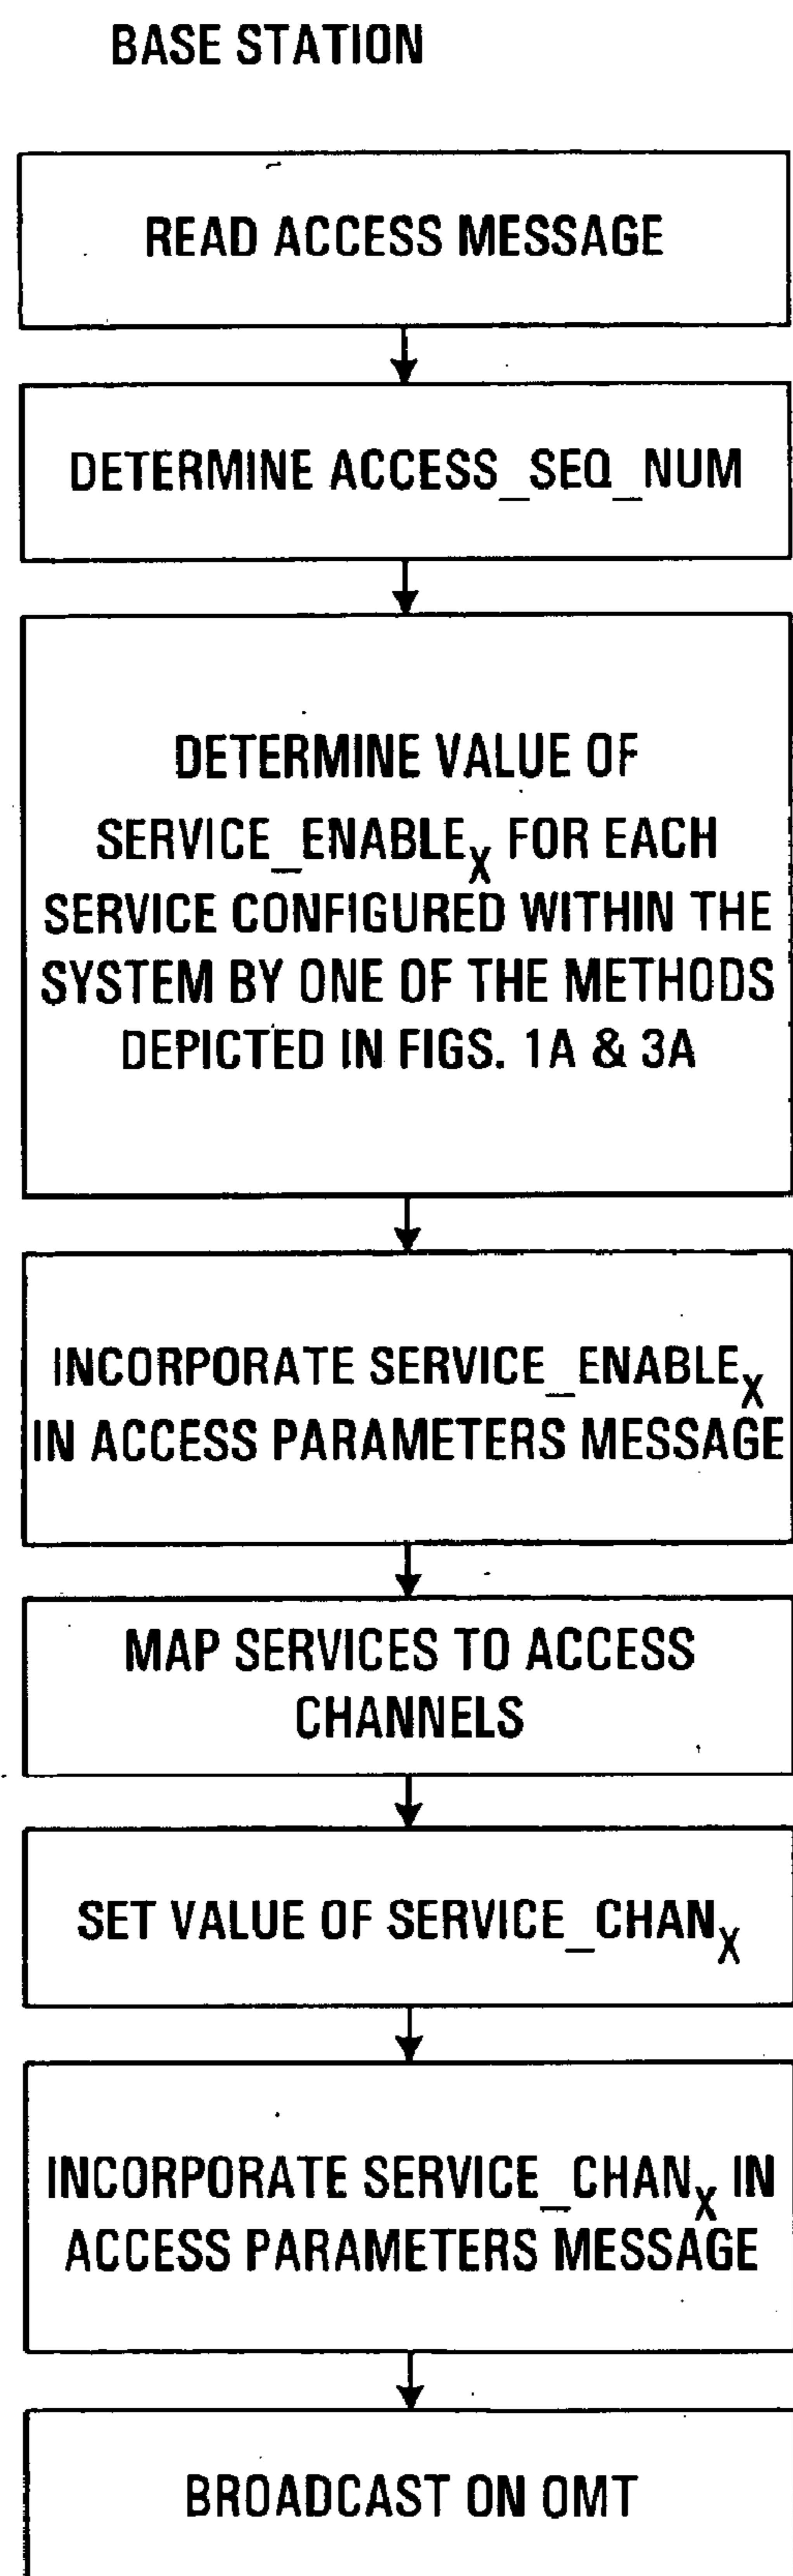 BASE STATION
READ ACCESS MESSAGE
DETERMINE ACCESS_SEQ_NUM
DETERMINE VALUE OF
SERVICE_ENABLEX FOR EACH
SERVICE CONFIGURED WITHIN THE
SYSTEM BY ONE OF THE METHODS
DEPICTED IN FIGS. 1A & 3A
INCORPORATE SERVICE_ENABLEX
IN ACCESS PARAMETERS MESSAGE
MAP SERVICES TO ACCESS
CHANNELS
SET VALUE OF SERVICE_CHANX
INCORPORATE SERVICE_CHANX IN
ACCESS PARAMETERS MESSAGE
BROADCAST ON OMT